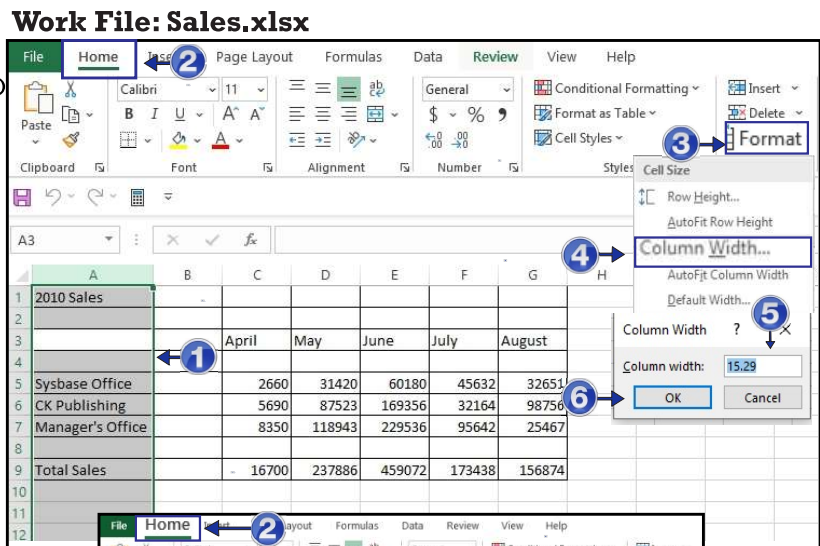 Work File: Sales.xlsx
File Home Page Layout Formulas Data Review View Help
2
Calibri 11 General Conditional Formatting Insert
B I U A A $ % Format as Table Delete
Paste A Cell Styles 3 Format
Clipboard Font Alignment Number Styles Cell Size
Row Height...
AutoFit Row Height
A3 fx 4 Column Width...
A B C D E F G H AutoFit Column Width
1 2010 Sales Default Width...
2 5
3 April May June July August Column Width ? ×
4 1
Column width: 15.29
5 Sysbase Office 2660 31420 60180 45632 32651
6 CK Publishing 5690 87523 169356 32164 98756 6 OK Cancel
7 Manager's Office 8350 118943 229536 95642 25467
8
9 Total Sales - 16700 237886 459072 173438 156874
10
11
File Home 2 Formulas Data Review View Help
12